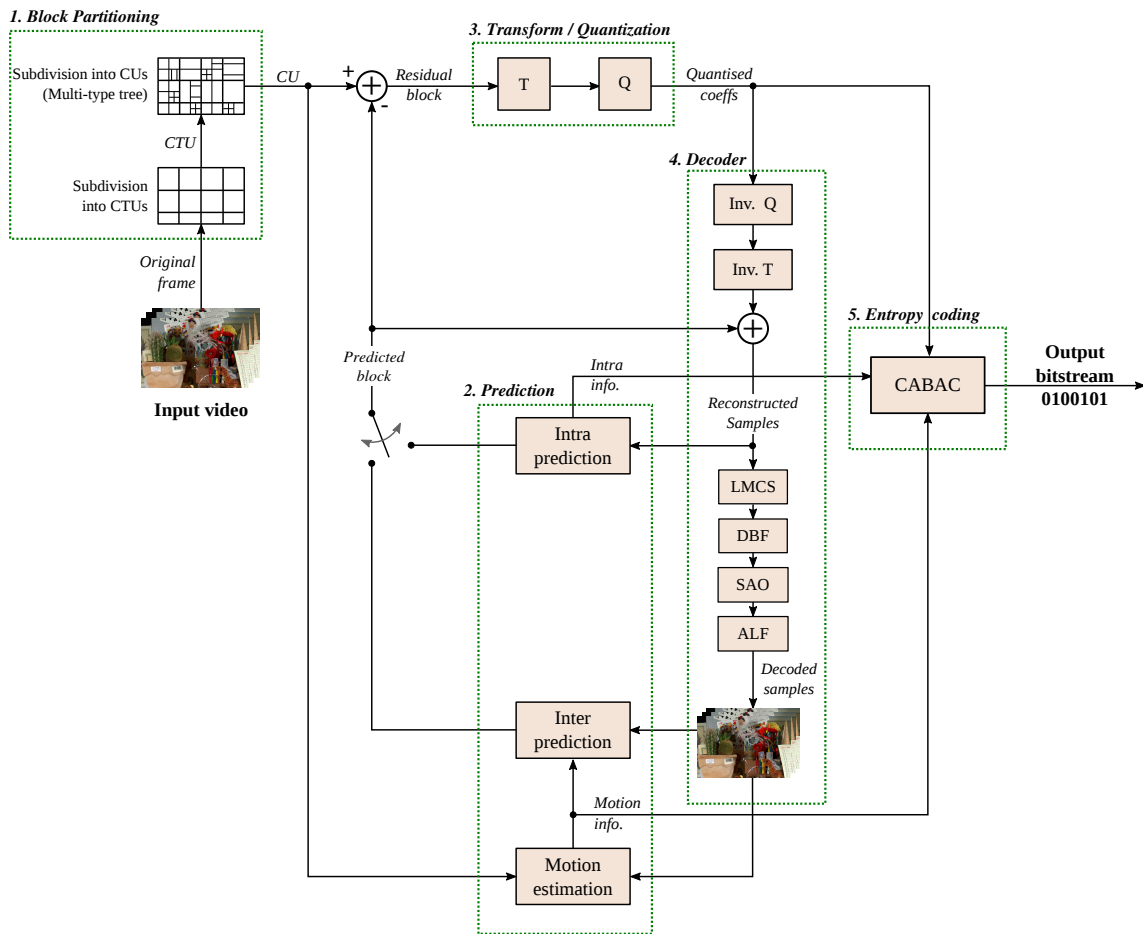 1. Block Partitioning
Subdivision into CUs
(Multi-type tree)
CTU
Subdivision
into CTUs
Original
frame
Input video
CU
+
-
Residual
block
3. Transform / Quantization
T
Q
Quantised
coeffs
4. Decoder
Inv. Q
Inv. T
Reconstructed
Samples
LMCS
DBF
SAO
ALF
Decoded
samples
Predicted
block
2. Prediction
Intra
info.
Intra
prediction
Inter
prediction
Motion
info.
Motion
estimation
5. Entropy coding
CABAC
Output
bitstream
0100101